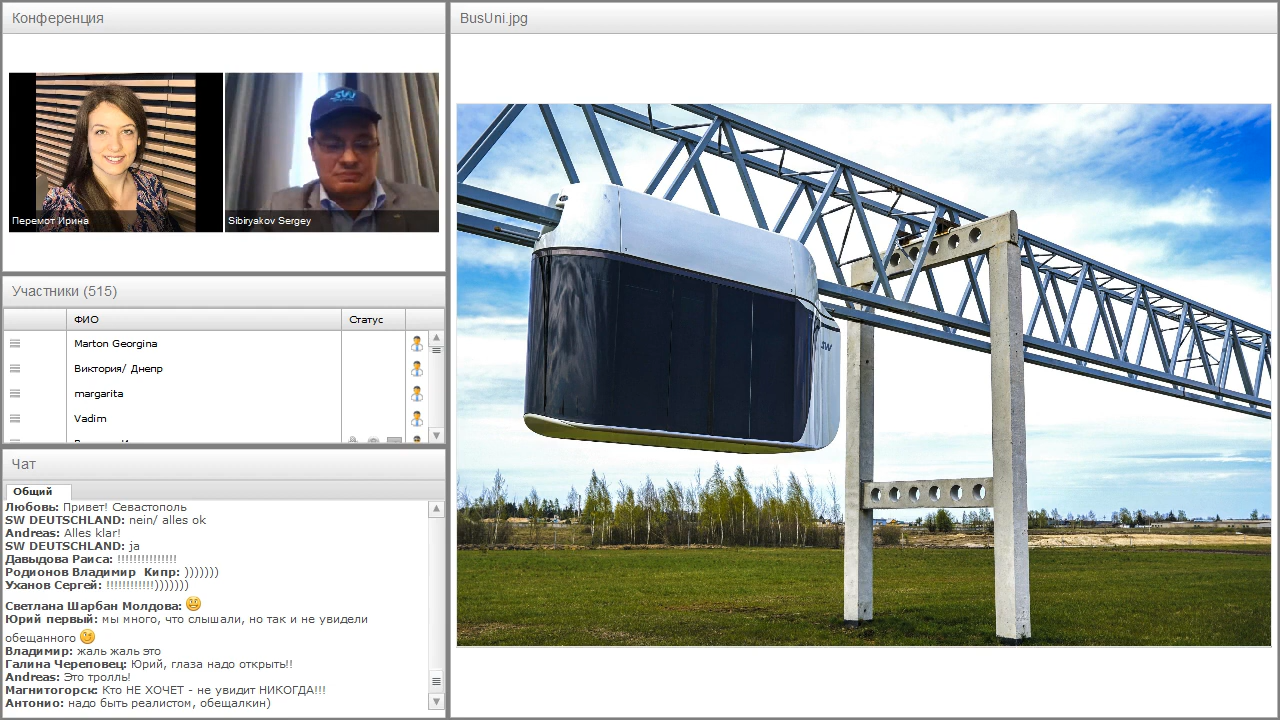 Конференция
BusUni.jpg
SW
Перемот Ирина
Sibiryakov Sergey
SW
Участники (515)
ФИО
Статус
Marton Georgina
Виктория/ Днепр
margarita
Vadim
Чат
Общий
Любовь: Привет! Севастополь
SW DEUTSCHLAND: nein/ alles ok
Andreas: Alles klar!
SW DEUTSCHLAND: ja
Давыдова Раиса: !!!!!!!!!!!!!!!!
Родионов Владимир Кипр: )))))))
Уханов Сергей: !!!!!!!!!!!!)))))))
Светлана Шарбан Молдова:
Юрий первый: мы много, что слышали, но так и не увидели
обещанного
Владимир: жаль жаль это
Галина Череповец: Юрий, глаза надо открыть!!
Andreas: Это тролль!
Магнитогорск: Кто НЕ ХОЧЕТ - не увидит НИКОГДА!!!
Антонио: надо быть реалистом, обещалкин)